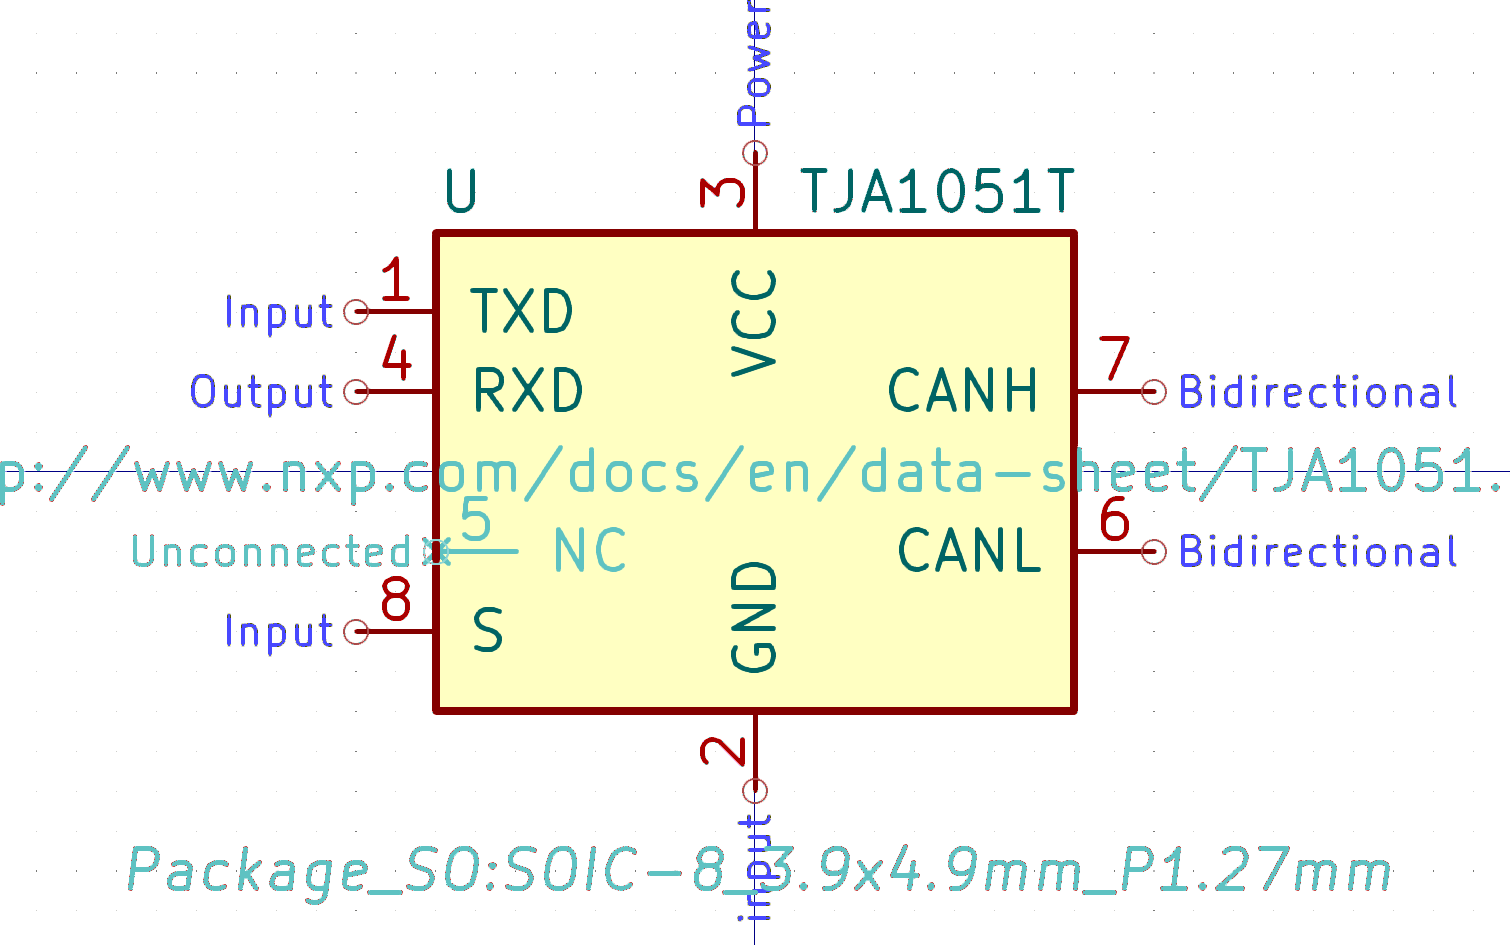 Power
3
U
TJA1051T
1
Input
TXD
VCC
4
7
Output
RXD
CANH
Bidirectional
p://www.nxp.com/docs/en/data-sheet/TJA1051.
5
6
Unconnected
NC
CANL
Bidirectional
8
Input
S
GND
2
input
Package_SO:SOIC-8_3.9x4.9mm_P1.27mm